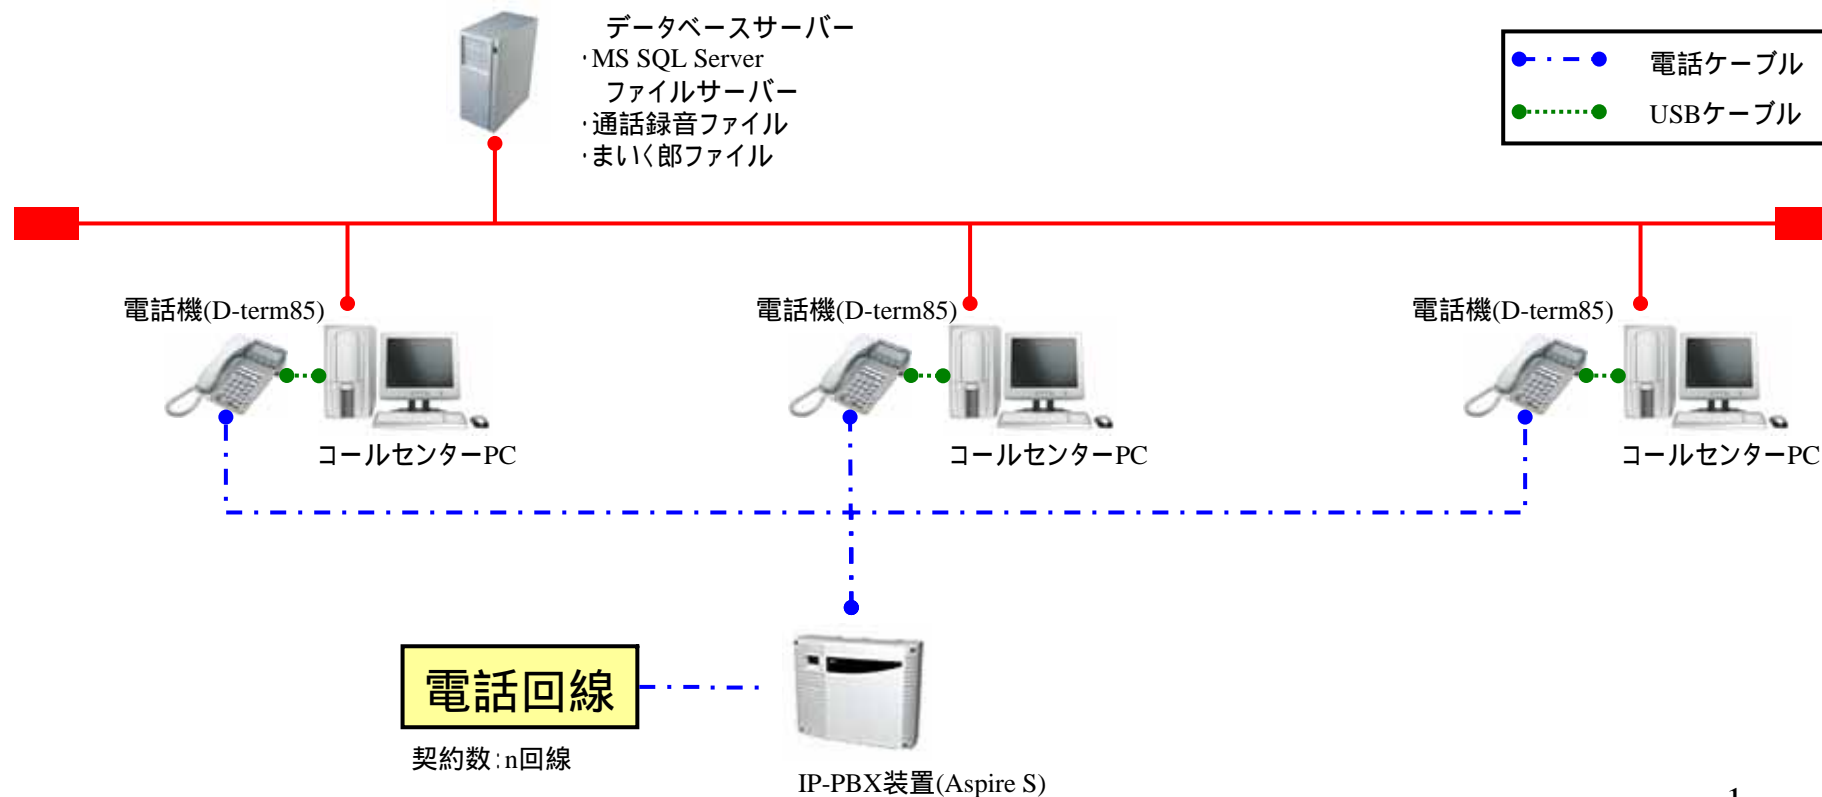 データベースサーバー
・MS SQL Server
ファイルサーバー
・通話録音ファイル
・まいく郎ファイル
電話ケーブル
USBケーブル
電話機(D-term85)
電話機(D-term85)
電話機(D-term85)
コールセンターPC
コールセンターPC
コールセンターPC
電話回線
契約数:n回線
IP-PBX装置(Aspire S)
1